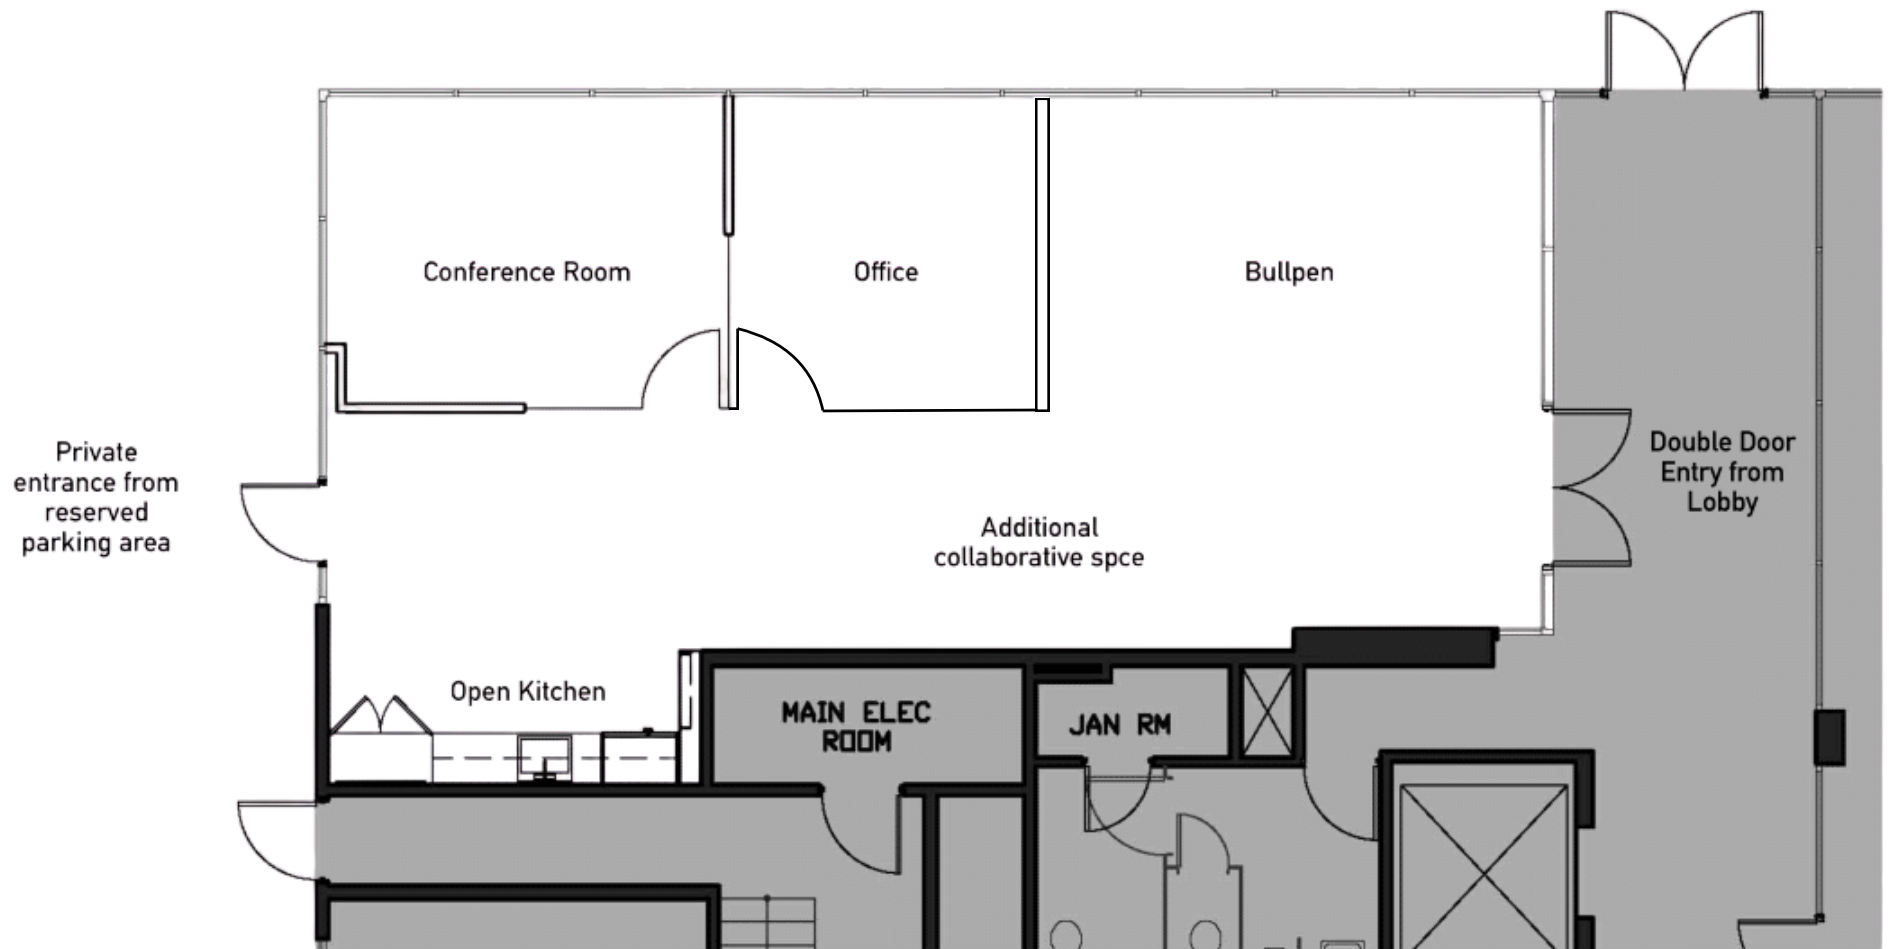 Conference Room
Office
Bullpen
Private
entrance from
reserved
parking area
Double Door
Entry from
Lobby
Additional
collaborative spce
Open Kitchen
MAIN ELEC
ROOM
JAN RM